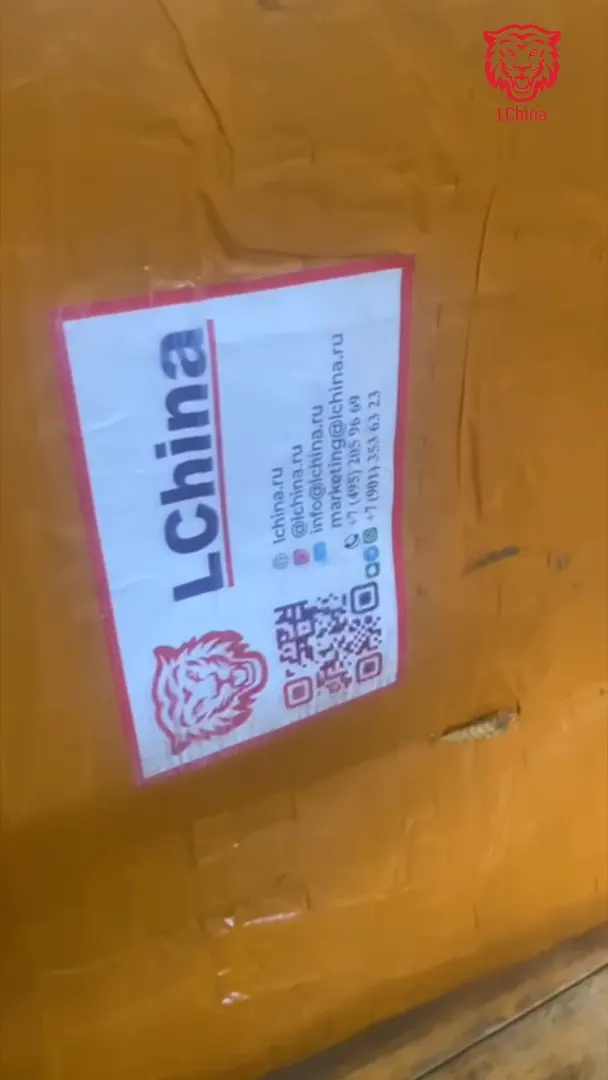 LChina
LChina
lchina.ru
@lchina.ru
info@lchina.ru
marketing@lchina.ru
+7 (495) 205 96 69
+7 (901) 353 63 23